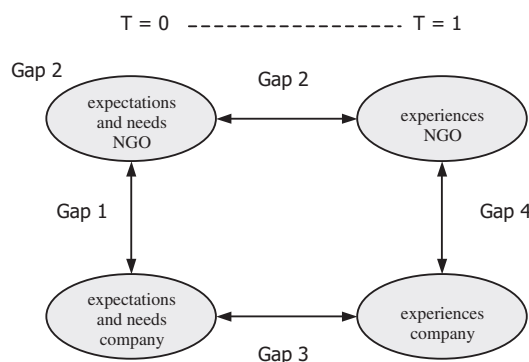 T = 0 T = 1
Gap 2
Gap 2
expectations
and needs
NGO
experiences
NGO
Gap 1
Gap 4
expectations
and needs
company
experiences
company
Gap 3